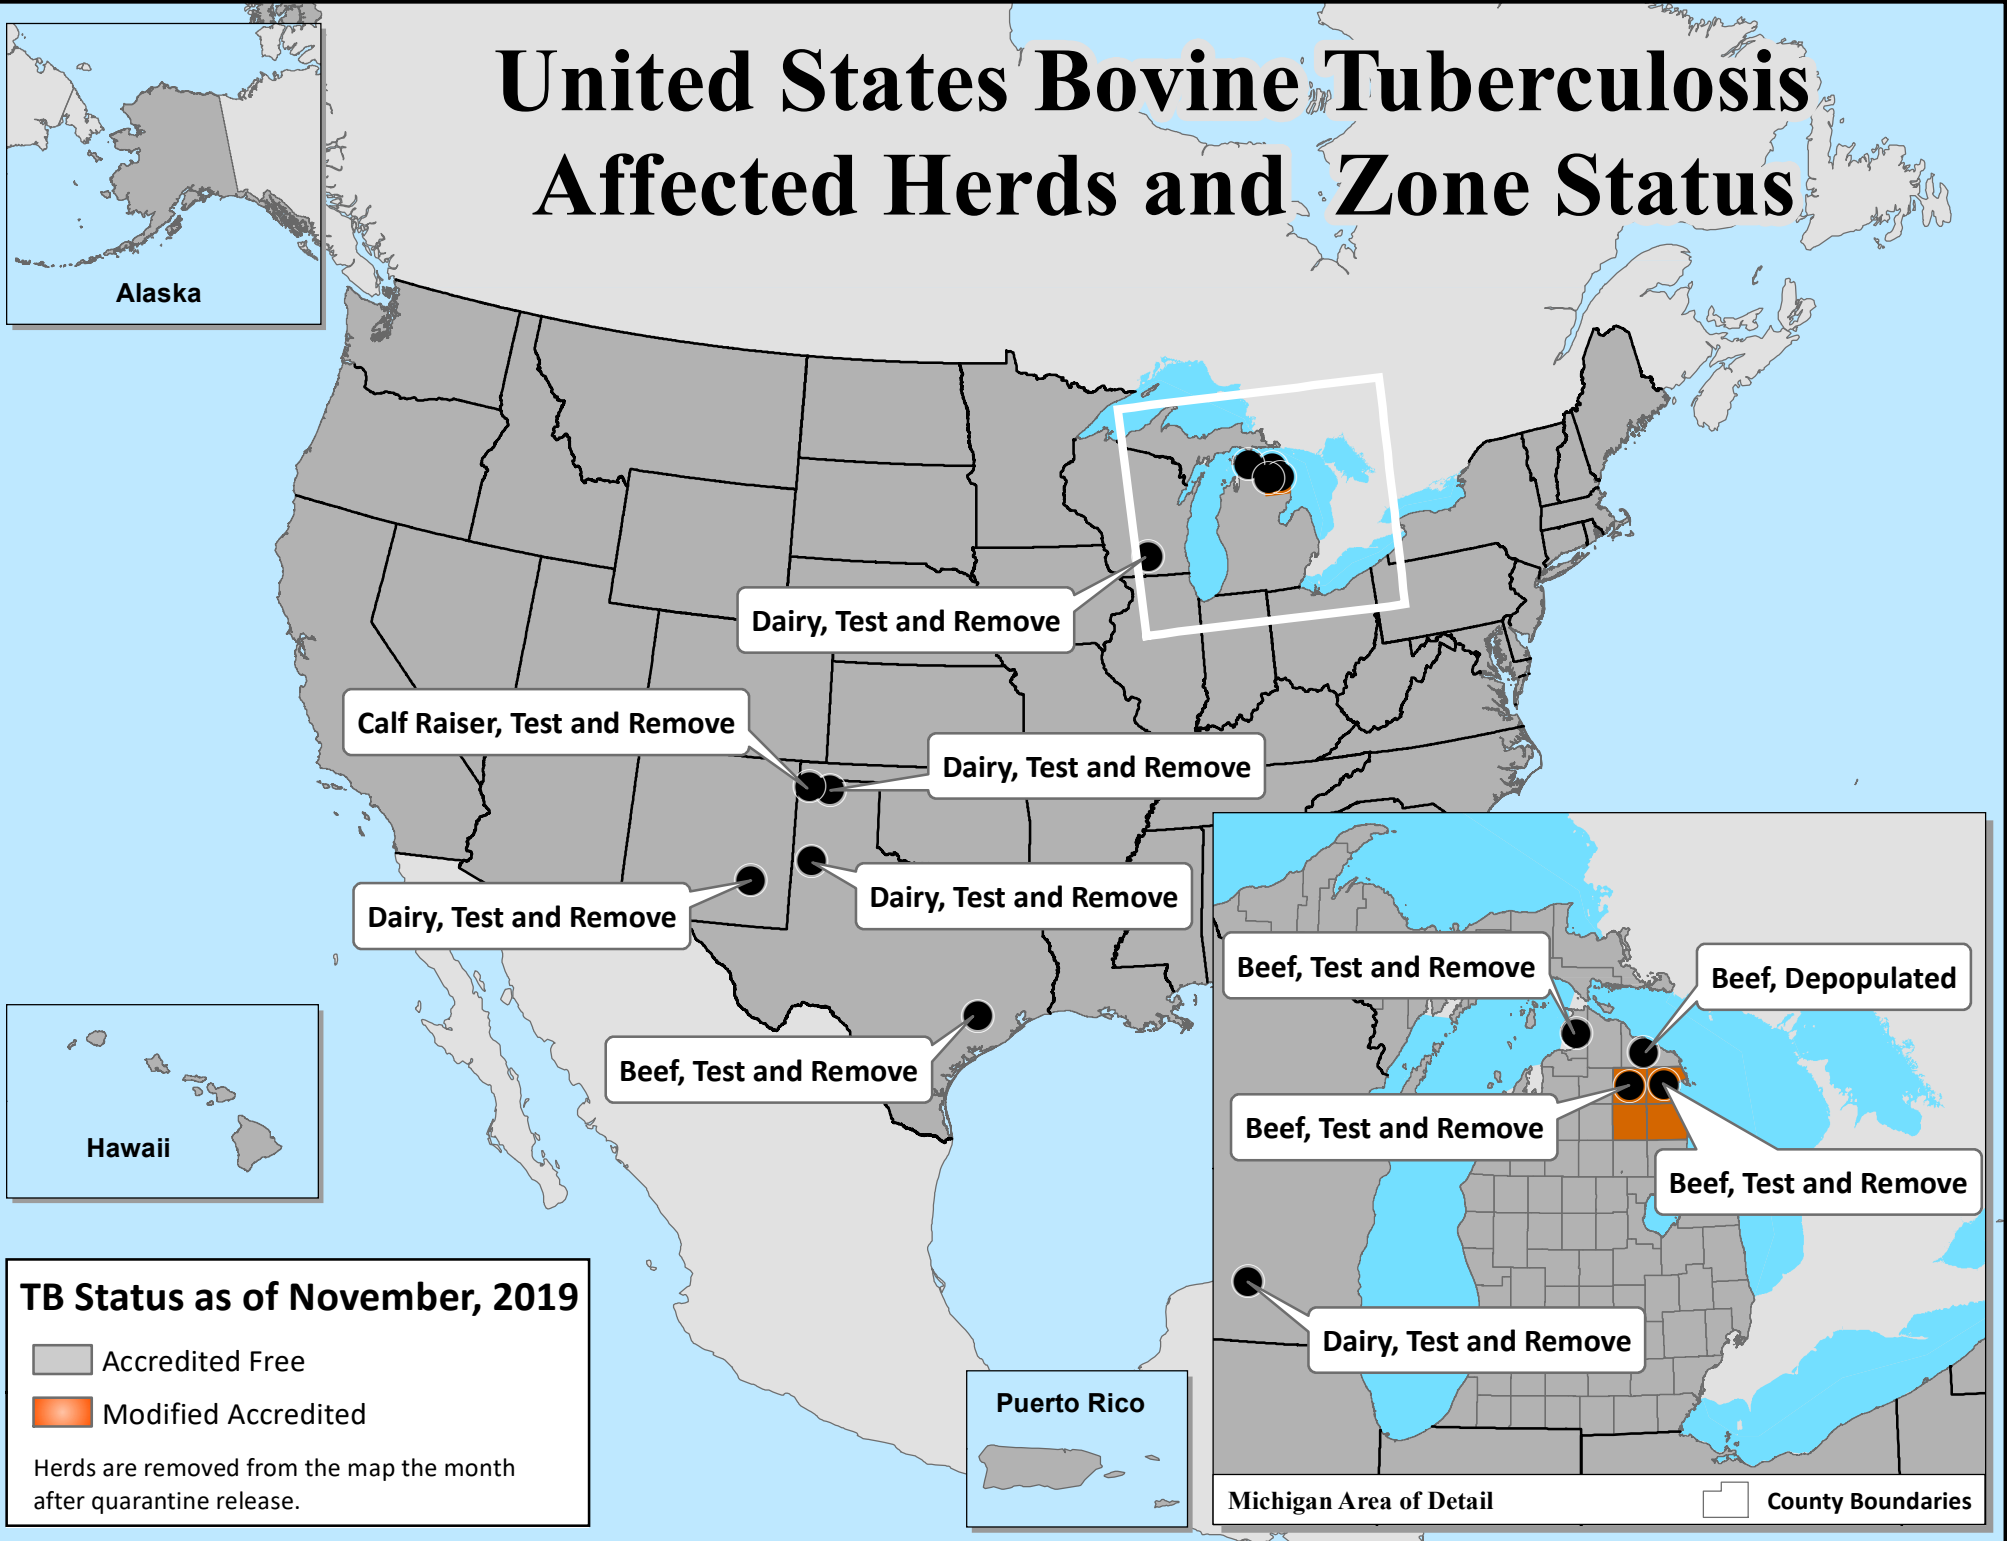 United States Bovine Tuberculosis
Affected Herds and Zone Status
Alaska
Dairy, Test and Remove
Calf Raiser, Test and Remove
Dairy, Test and Remove
Dairy, Test and Remove
Dairy, Test and Remove
Beef, Test and Remove
Beef, Test and Remove
Beef, Depopulated
Beef, Test and Remove
Beef, Test and Remove
Dairy, Test and Remove
Michigan Area of Detail
County Boundaries
Hawaii
Puerto Rico
TB Status as of November, 2019
Accredited Free
Modified Accredited
Herds are removed from the map the month
after quarantine release.